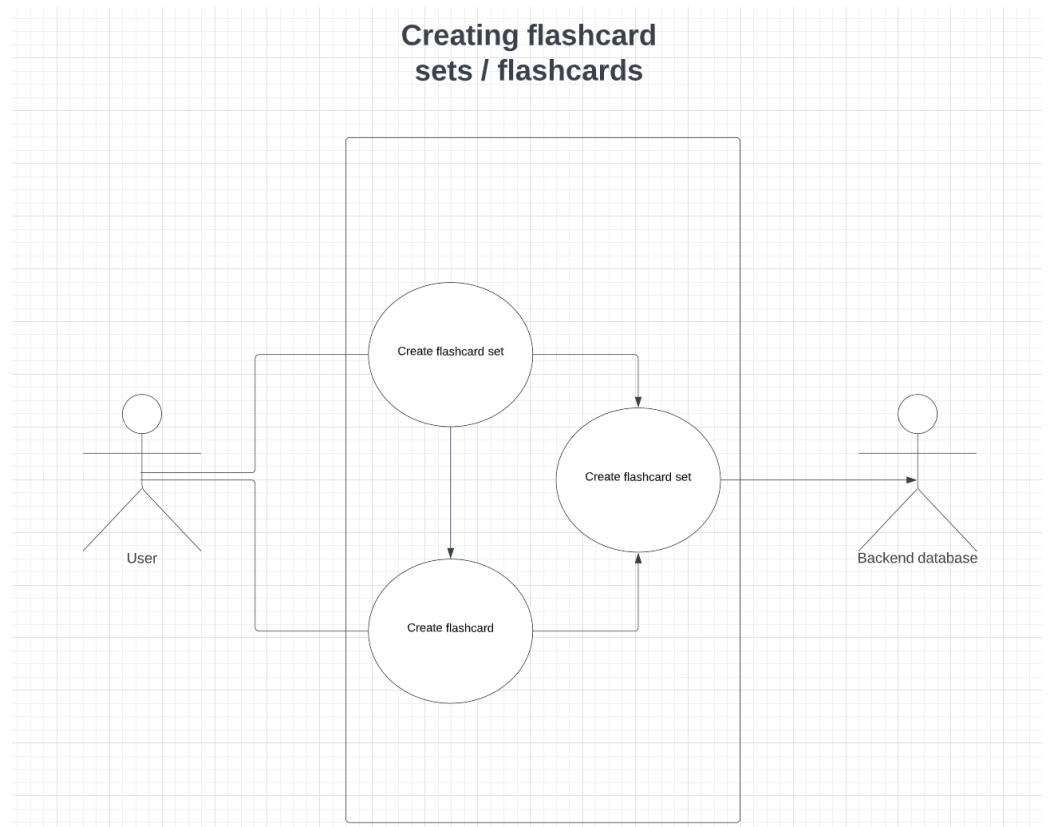 Creating flashcard
sets / flashcards
Create flashcard set
Create flashcard set
User
Backend database
Create flashcard